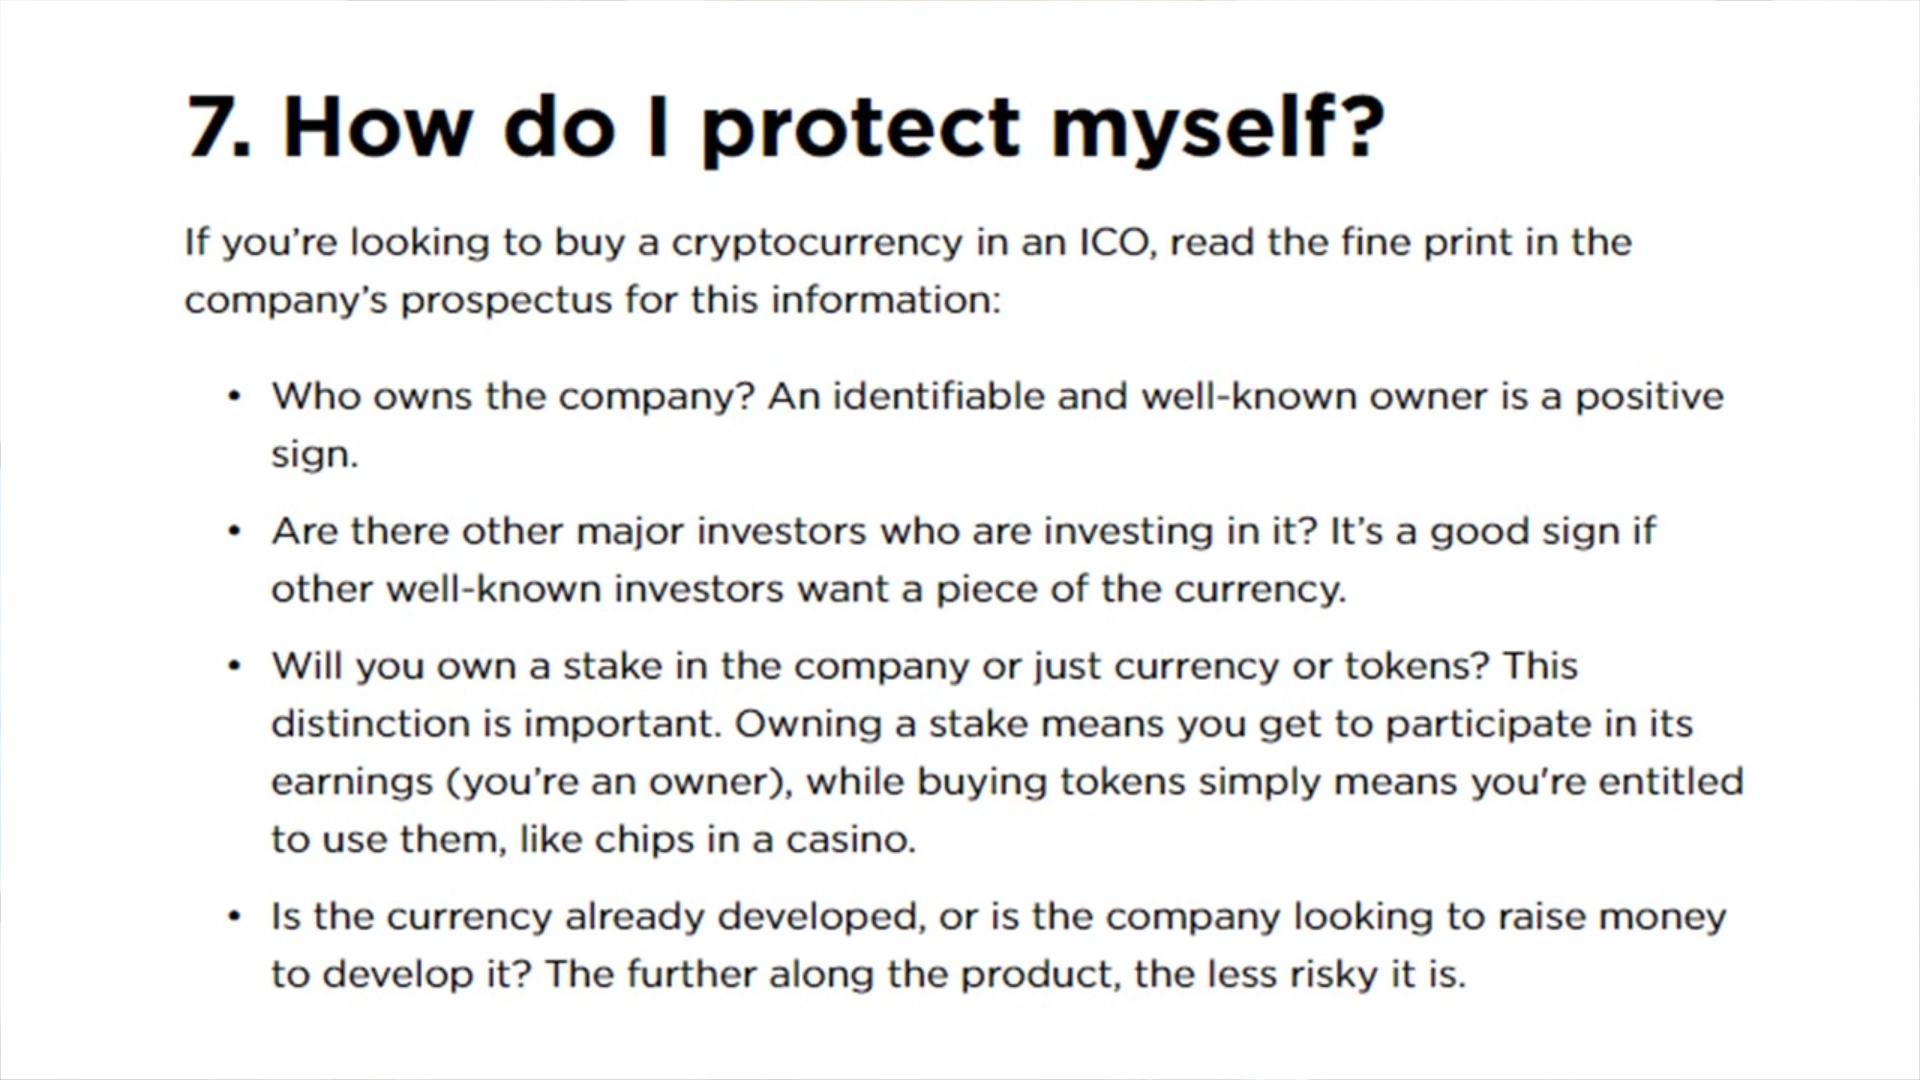 7. How do I protect myself?
If you’re looking to buy a cryptocurrency in an ICO, read the fine print in the
company’s prospectus for this information:
• Who owns the company? An identifiable and well-known owner is a positive
sign.
• Are there other major investors who are investing in it? It’s a good sign if
other well-known investors want a piece of the currency.
• Will you own a stake in the company or just currency or tokens? This
distinction is important. Owning a stake means you get to participate in its
earnings (you’re an owner), while buying tokens simply means you're entitled
to use them, like chips in a casino.
• Is the currency already developed, or is the company looking to raise money
to develop it? The further along the product, the less risky it is.